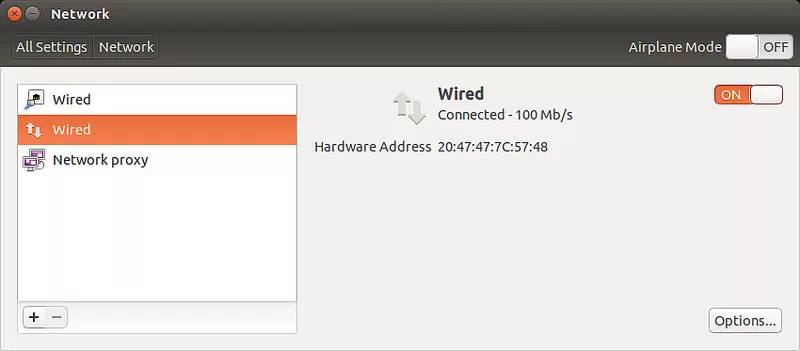 Network
All Settings Network
Airplane Mode OFF
Wired
Wired
Network proxy
Wired
ON
Connected - 100 Mb/s
Hardware Address 20:47:47:7C:57:48
+ −
Options...